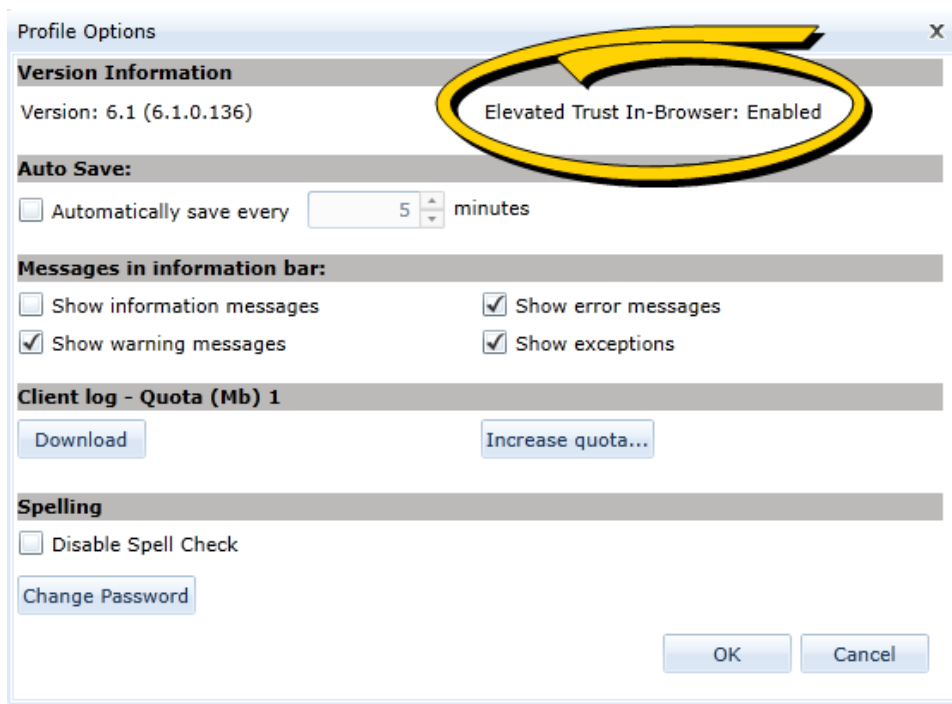 Profile Options x
Version Information
Version: 6.1 (6.1.0.136) Elevated Trust In-Browser: Enabled
Auto Save:
Automatically save every 5 minutes
Messages in information bar:
Show information messages Show error messages
Show warning messages Show exceptions
Client log - Quota (Mb) 1
Download Increase quota...
Spelling
Disable Spell Check
Change Password
OK Cancel